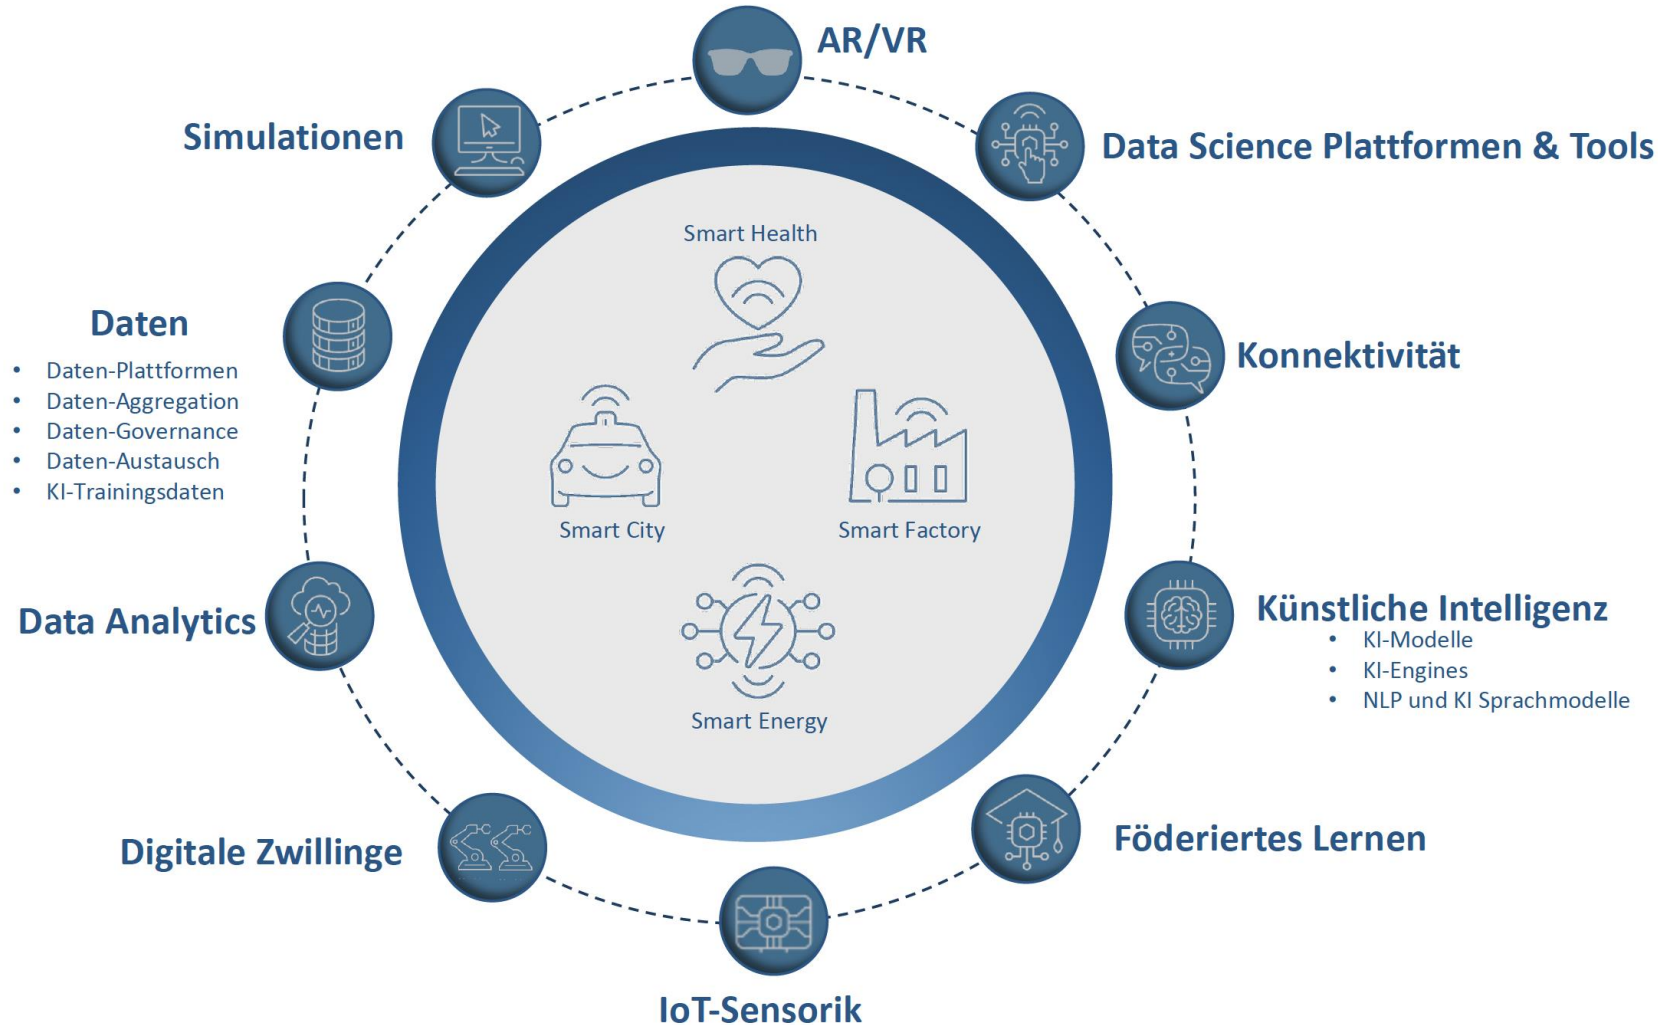 AR/VR
Simulationen
Data Science Plattformen & Tools
Smart Health
Daten
• Daten-Plattformen
• Daten-Aggregation
• Daten-Governance
• Daten-Austausch
• KI-Trainingsdaten
Konnektivität
Smart City
Smart Factory
Data Analytics
Künstliche Intelligenz
• KI-Modelle
• KI-Engines
• NLP und KI Sprachmodelle
Smart Energy
Digitale Zwillinge
Föderiertes Lernen
IoT-Sensorik